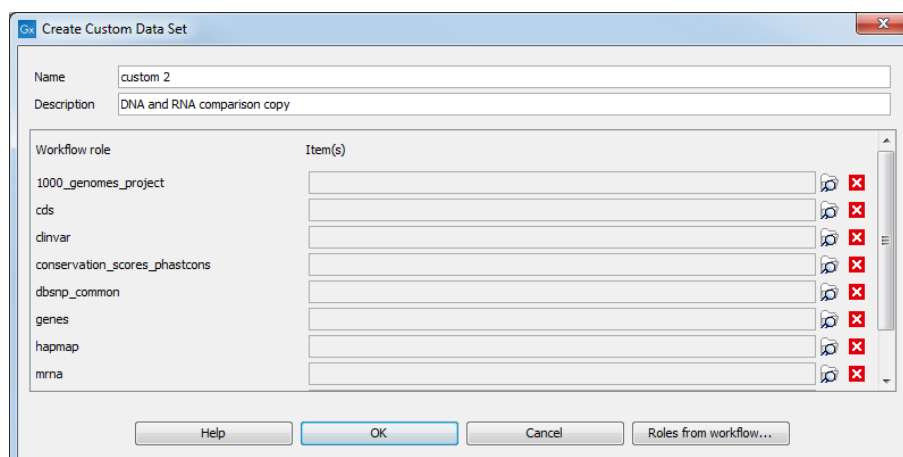 Gx Create Custom Data Set
Name custom 2
Description DNA and RNA comparison copy
Workflow role Item(s)
1000_genomes_project
cds
clinvar
conservation_scores_phastcons
dbsnp_common
genes
hapmap
mrna
Help OK Cancel Roles from workflow...